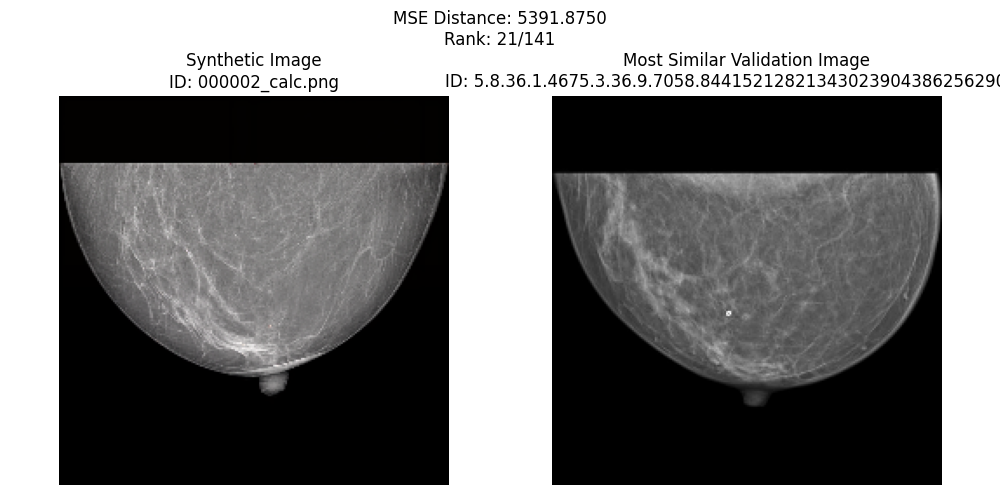 MSE Distance: 5391.8750
Rank: 21/141
Synthetic Image
ID: 000002_calc.png
Most Similar Validation Image
ID: 5.8.36.1.4675.3.36.9.7058.84415212821343023904386256290